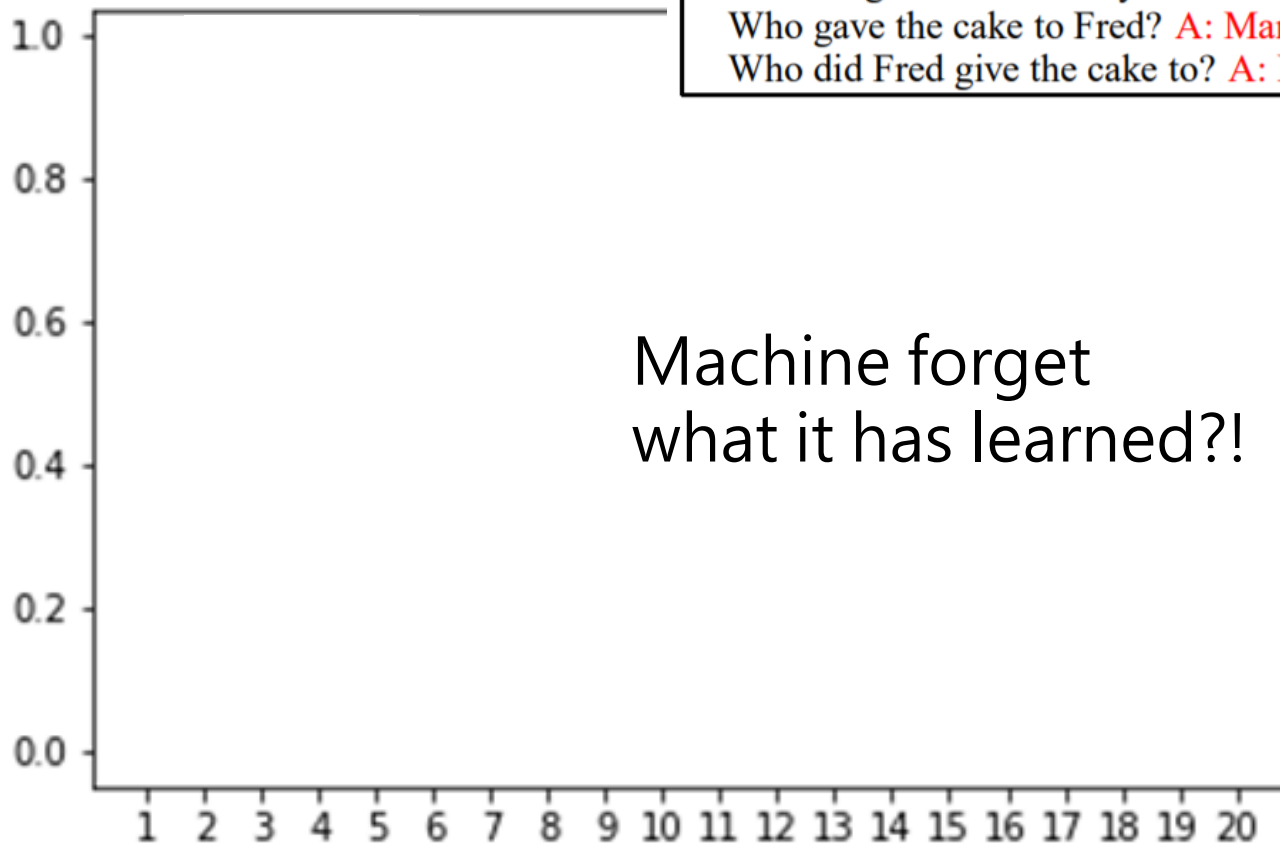 Who gave the cake to Fred? A:
Who did Fred give the cake to? A:
1.0
0.8
0.6
0.4
0.2
0.0
Machine forget
what it has learned?!
1 2 3 4 5 6 7 8 9 10 11 12 13 14 15 16 17 18 19 20